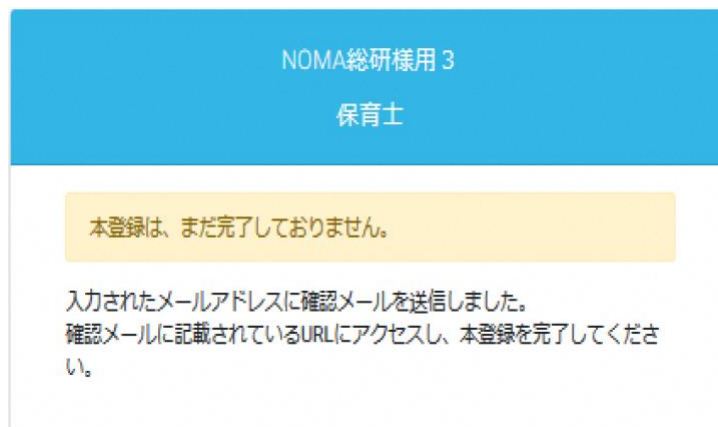 NOMA総研様用３
保育士
本登録は、まだ完了しておりません。
入力されたメールアドレスに確認メールを送信しました。
確認メールに記載されているURLにアクセスし、本登録を完了してくださ
い。